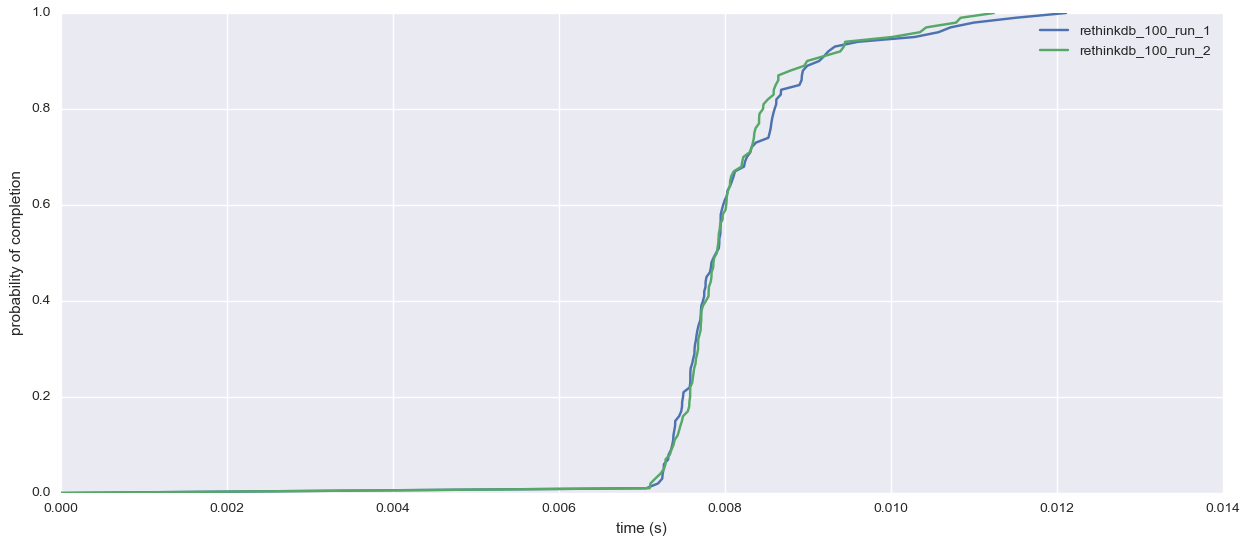 1.0
0.8
0.6
0.4
0.2
0.0
probability of completion
rethinkdb_100_run_1
rethinkdb_100_run_2
0.000 0.002 0.004 0.006 0.008 0.010 0.012 0.014
time (s)